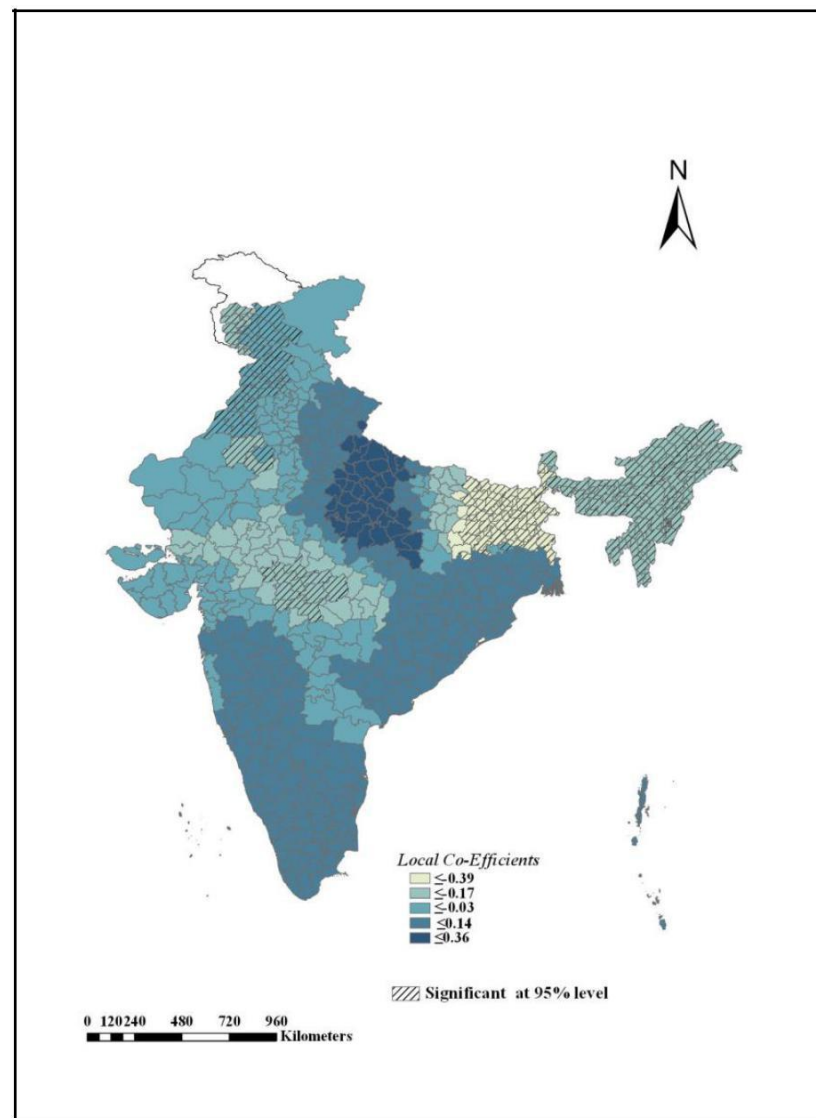 N
Local Co-Efficients
≤-0.39
≤-0.17
≤-0.03
≤0.14
≤0.36
Significant at 95% level
0 120 240 480 720 960
Kilometers